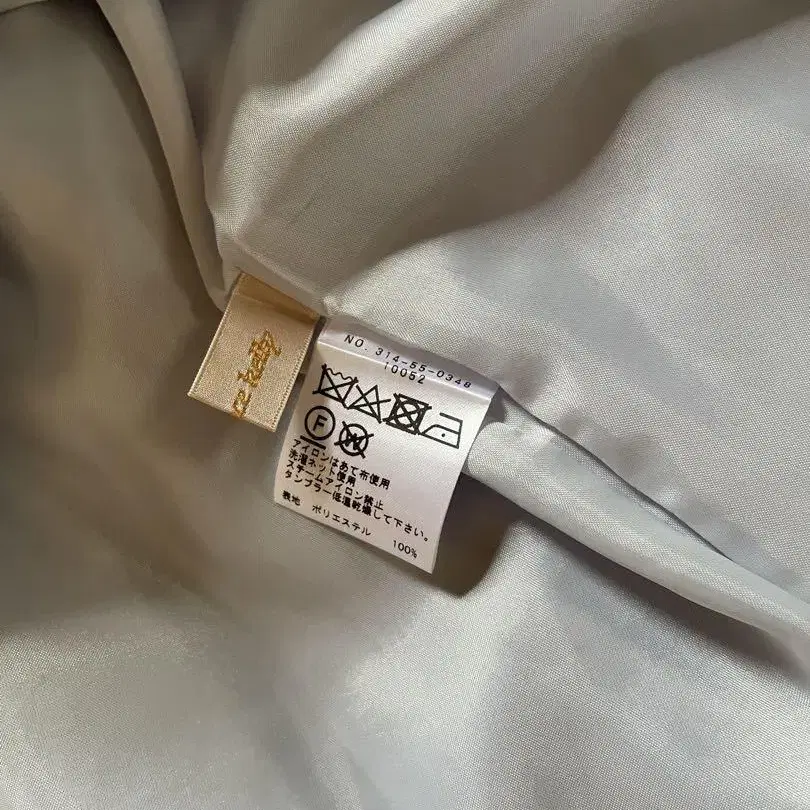 NO. 314-55-0348
10052
F
W
アイロンはあて布使用
洗濯ネット使用
スチームアイロン禁止
タンブラー低温乾燥して下さい。
表地 ポリエステル
100%